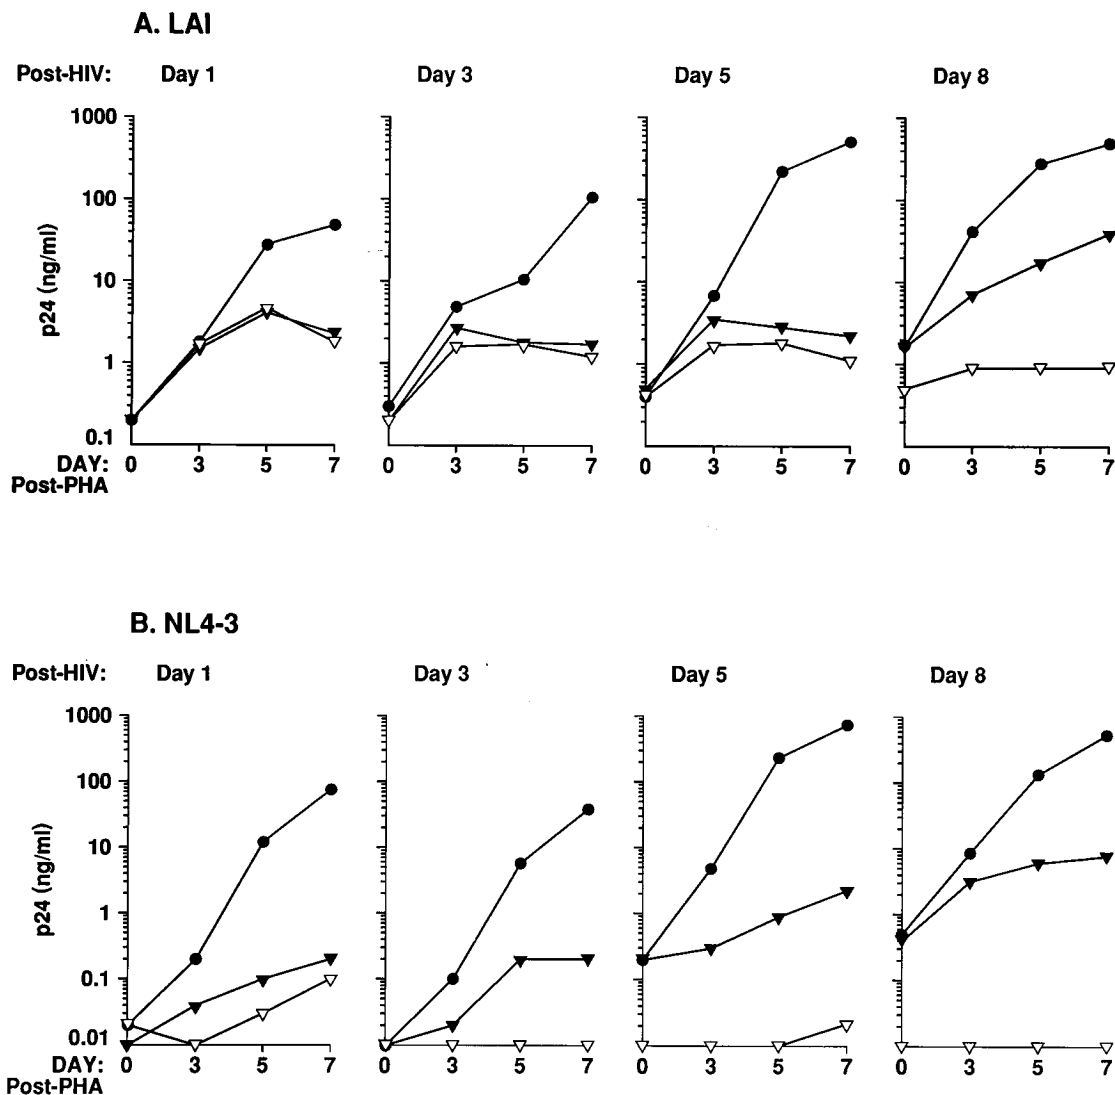 A. LAI
Post-HIV: Day 1 Day 3 Day 5 Day 8
1000
100
10
1
0.1
p24 (ng/ml)
DAY: 0 3 5 7 0 3 5 7 0 3 5 7 0 3 5 7
Post-PHA
B. NL4-3
Post-HIV: Day 1 Day 3 Day 5 Day 8
1000
100
10
1
0.1
0.01
p24 (ng/ml)
DAY: 0 3 5 7 0 3 5 7 0 3 5 7 0 3 5 7
Post-PHA